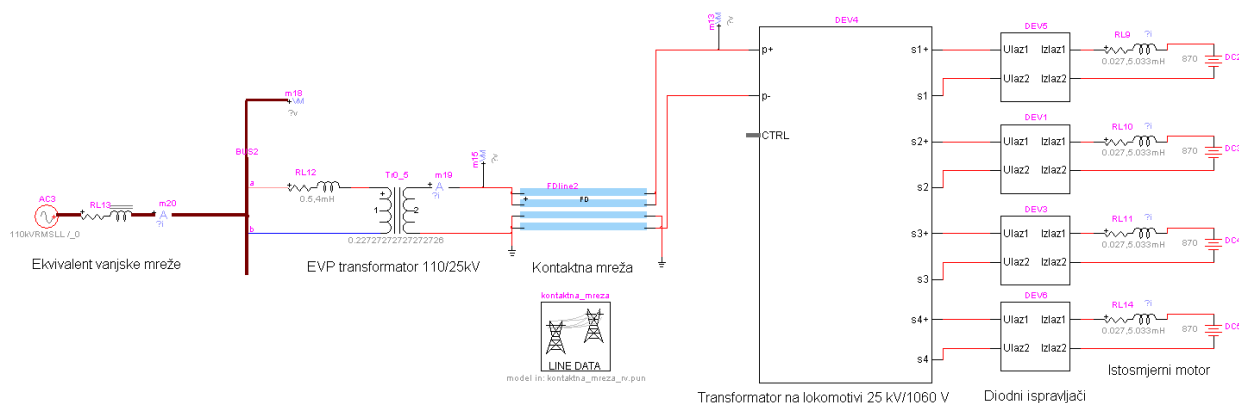 AC3
110kVRMSLL /_0
RL13
m20
A
?i
Ekvivalent vanjske mreže
m18
VM
?v
BUS2
a
b
RL12
0.5,4mH
Tr0_5
1
2
0.22727272727272726
EVP transformator 110/25kV
m19
A
?i
m15
VM
?v
FDline2
FD
Kontaktna mreža
kontaktna_mreza
LINE DATA
model in: kontaktna_mreza_rv.pun
m13
VM
?v
DEV4
p+
p-
CTRL
s1+
s1
s2+
s2
s3+
s3
s4+
s4
Transformator na lokomotivi 25 kV/1060 V
DEV5
Ulaz1 Izlaz1
Ulaz2 Izlaz2
RL9
?i
0.027,5.033mH
870
DC2
DEV1
Ulaz1 Izlaz1
Ulaz2 Izlaz2
RL10
?i
0.027,5.033mH
870
DC3
DEV3
Ulaz1 Izlaz1
Ulaz2 Izlaz2
RL11
?i
0.027,5.033mH
870
DC4
DEV6
Ulaz1 Izlaz1
Ulaz2 Izlaz2
RL14
?i
0.027,5.033mH
870
DC5
Diodni ispravljači
Istosmjerni motor